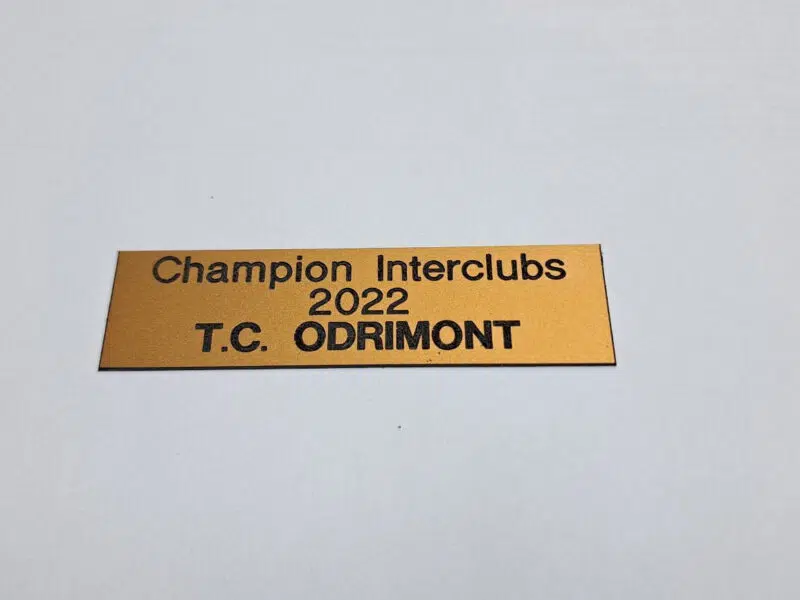 Champion Interclubs
2022
T.C. ODRIMONT